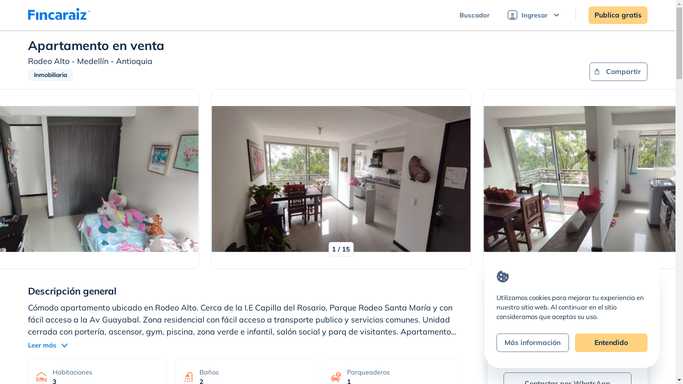 Fincaraiz
Buscador
Ingresar
Publica gratis
Apartamento en venta
Rodeo Alto - Medellín - Antioquia
Inmobiliaria
Compartir
1 / 15
Descripción general
Cómodo apartamento ubicado en Rodeo Alto. Cerca de la I.E Capilla del Rosario, Parque Rodeo Santa María y con
fácil acceso a la Av Guayabal. Zona residencial con fácil acceso a transporte publico y servicios comunes. Unidad
cerrada con portería, ascensor, gym, piscina, zona verde e infantil, salón social y parq de visitantes. Apartamento...
Leer más
Habitaciones
3
Baños
2
Parqueaderos
1
Utilizamos cookies para mejorar tu experiencia en
nuestro sitio web. Al continuar en el sitio
consideramos que aceptas su uso.
Más información
Entendido
Contactar por WhatsApp